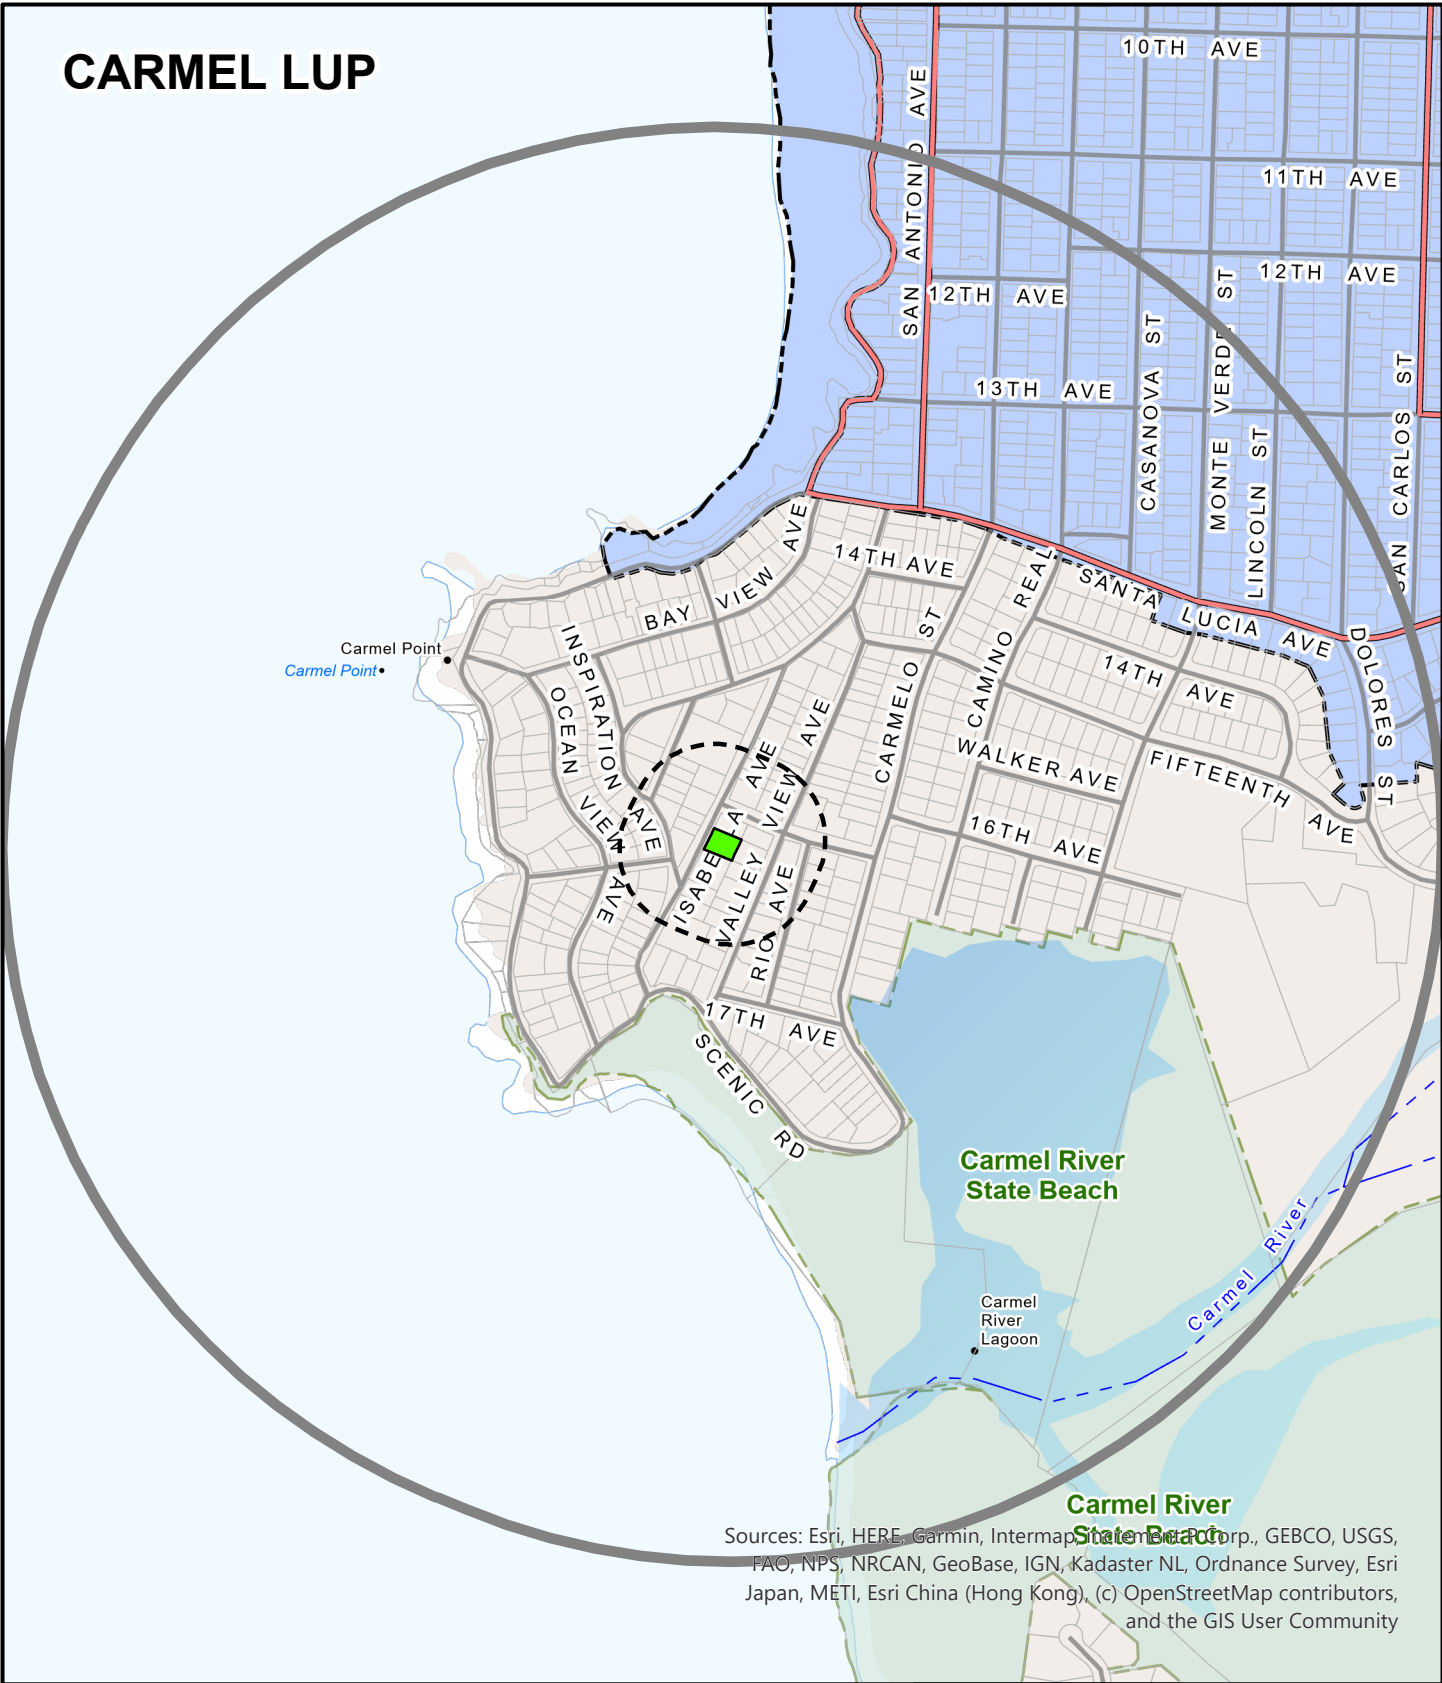 CARMEL LUP
10TH AVE
SAN ANTONIO AVE
11TH AVE
12TH AVE
12TH AVE
13TH AVE
CASANOVA ST
MONTE VERDE ST
LINCOLN ST
SAN CARLOS ST
14TH AVE
BAY VIEW AVE
SANTA LUCIA AVE
DOLORES ST
Carmel Point
Carmel Point
INSPIRATION AVE
OCEAN VIEW AVE
CARMELO ST
CAMINO REAL
14TH AVE
WALKER AVE
FIFTEENTH AVE
16TH AVE
ISABELLA AVE
VALLEY VIEW AVE
RIO AVE
17TH AVE
SCENIC RD
Carmel River
State Beach
Carmel River
Carmel
River
Lagoon
Carmel River
State Beach
Sources: Esri, HERE, Garmin, Intermap, increment P Corp., GEBCO, USGS,
FAO, NPS, NRCAN, GeoBase, IGN, Kadaster NL, Ordnance Survey, Esri
Japan, METI, Esri China (Hong Kong), (c) OpenStreetMap contributors,
and the GIS User Community